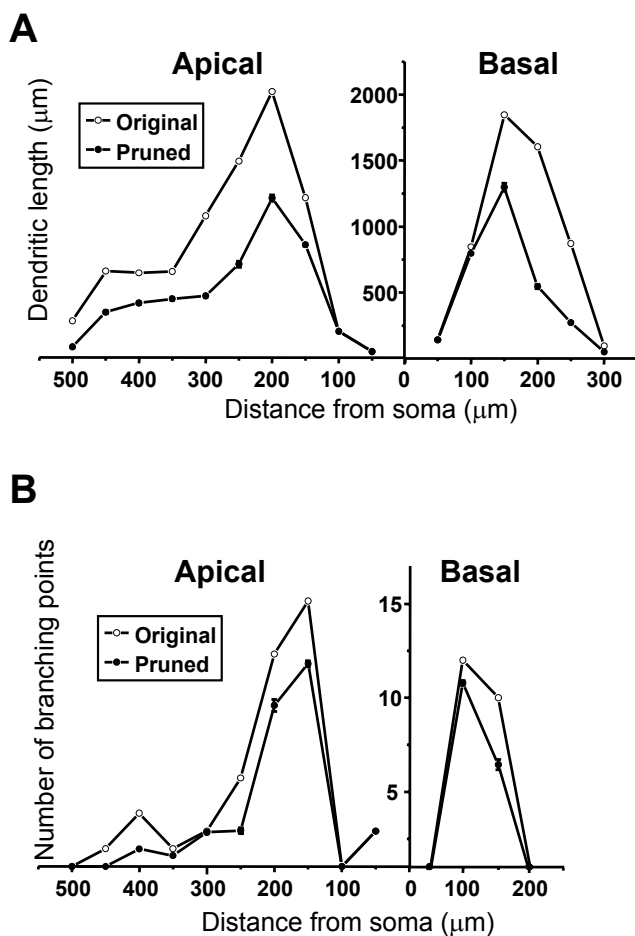 A
Apical
Basal
Original
Pruned
Dendritic length (μm)
2000
1500
1000
500
500 400 300 200 100 0 100 200 300
Distance from soma (μm)
B
Apical
Basal
Original
Pruned
Number of branching points
15
10
5
500 400 300 200 100 0 100 200
Distance from soma (μm)